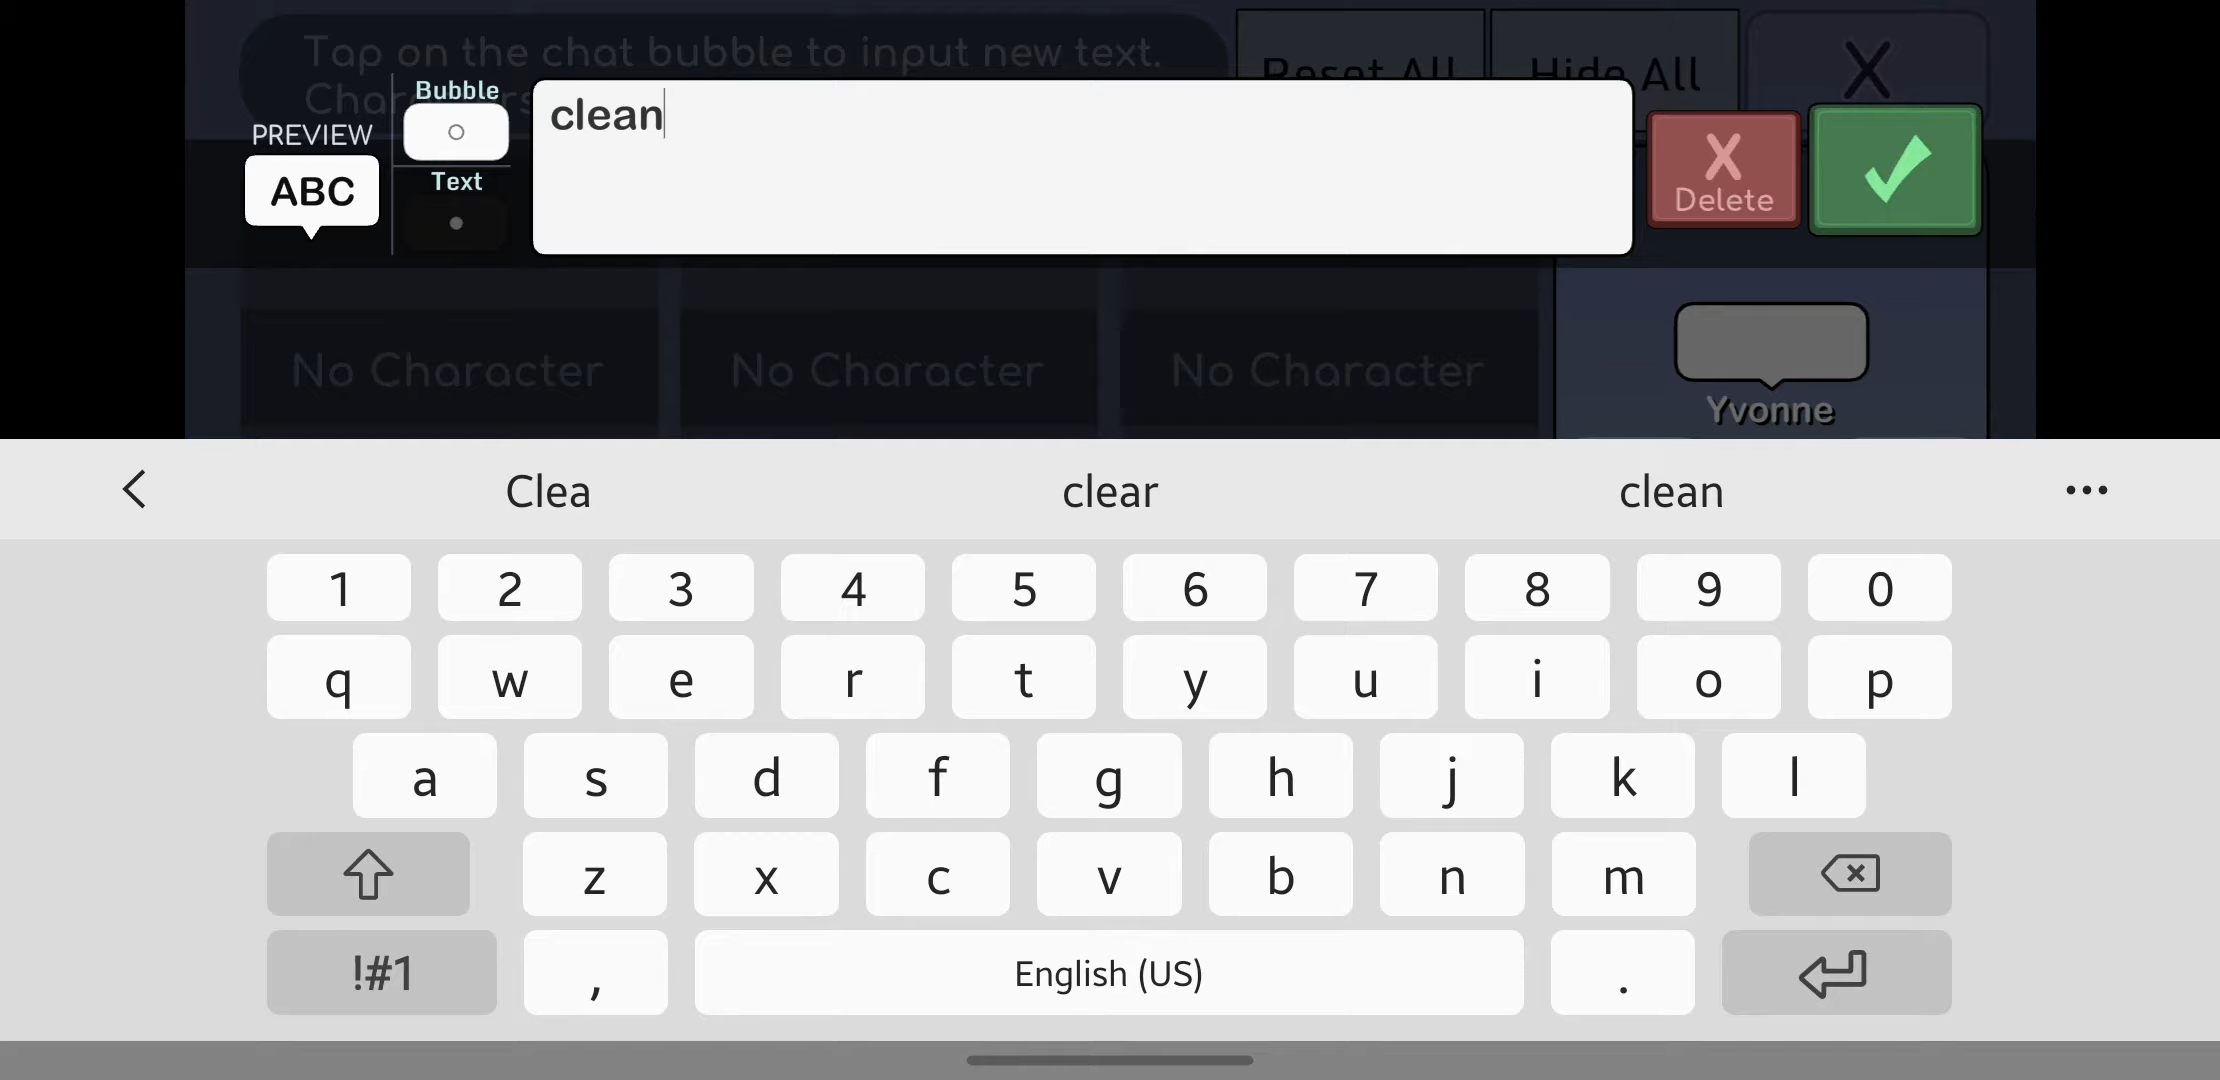 Tap on the chat bubble to input new text.
Characters
Reset All
Hide All
X
Bubble
PREVIEW
ABC
Text
clean
X
Delete
No Character
No Character
No Character
Yvonne
Clea
clear
clean
1 2 3 4 5 6 7 8 9 0
q w e r t y u i o p
a s d f g h j k l
z x c v b n m
!#1
,
English (US)
.